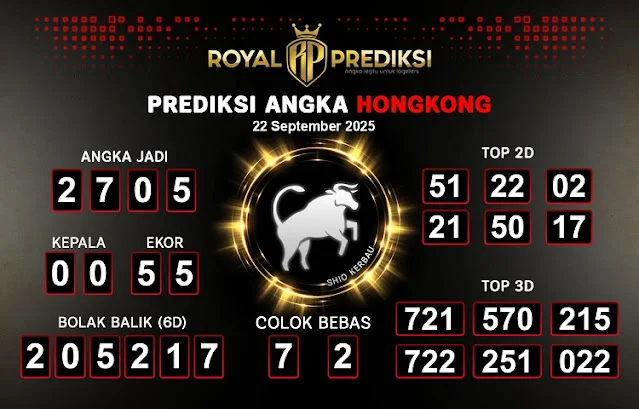 ROYAL RP PREDIKSI
Angka regitu untuk togelers
PREDIKSI ANGKA HONGKONG
22 September 2025
ANGKA JADI
2 7 0 5
KEPALA EKOR
0 0 5 5
BOLAK BALIK (6D)
2 0 5 2 1 7
SHIO KERBAU
COLOK BEBAS
7 2
TOP 2D
51 22 02
21 50 17
TOP 3D
721 570 215
722 251 022